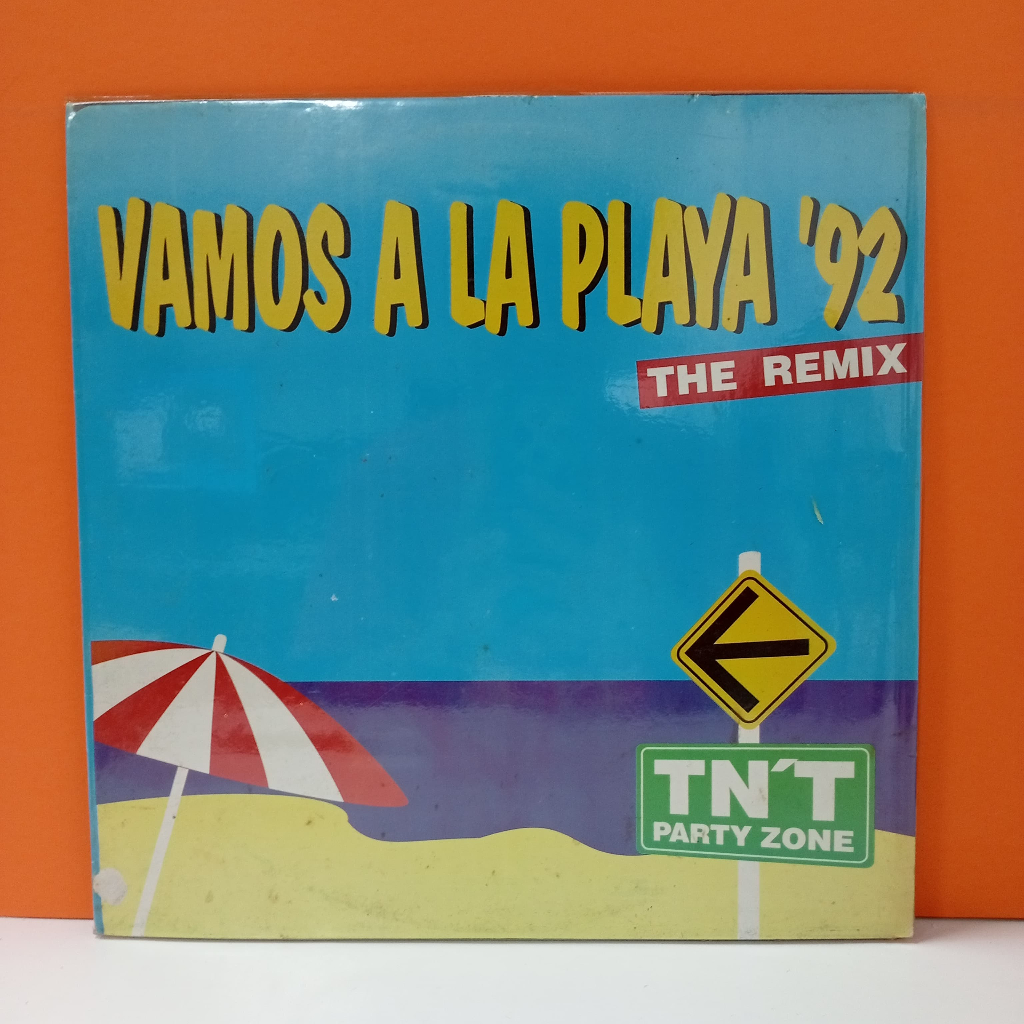 VAMOS A LA PLAYA '92
THE REMIX
TN´T
PARTY ZONE